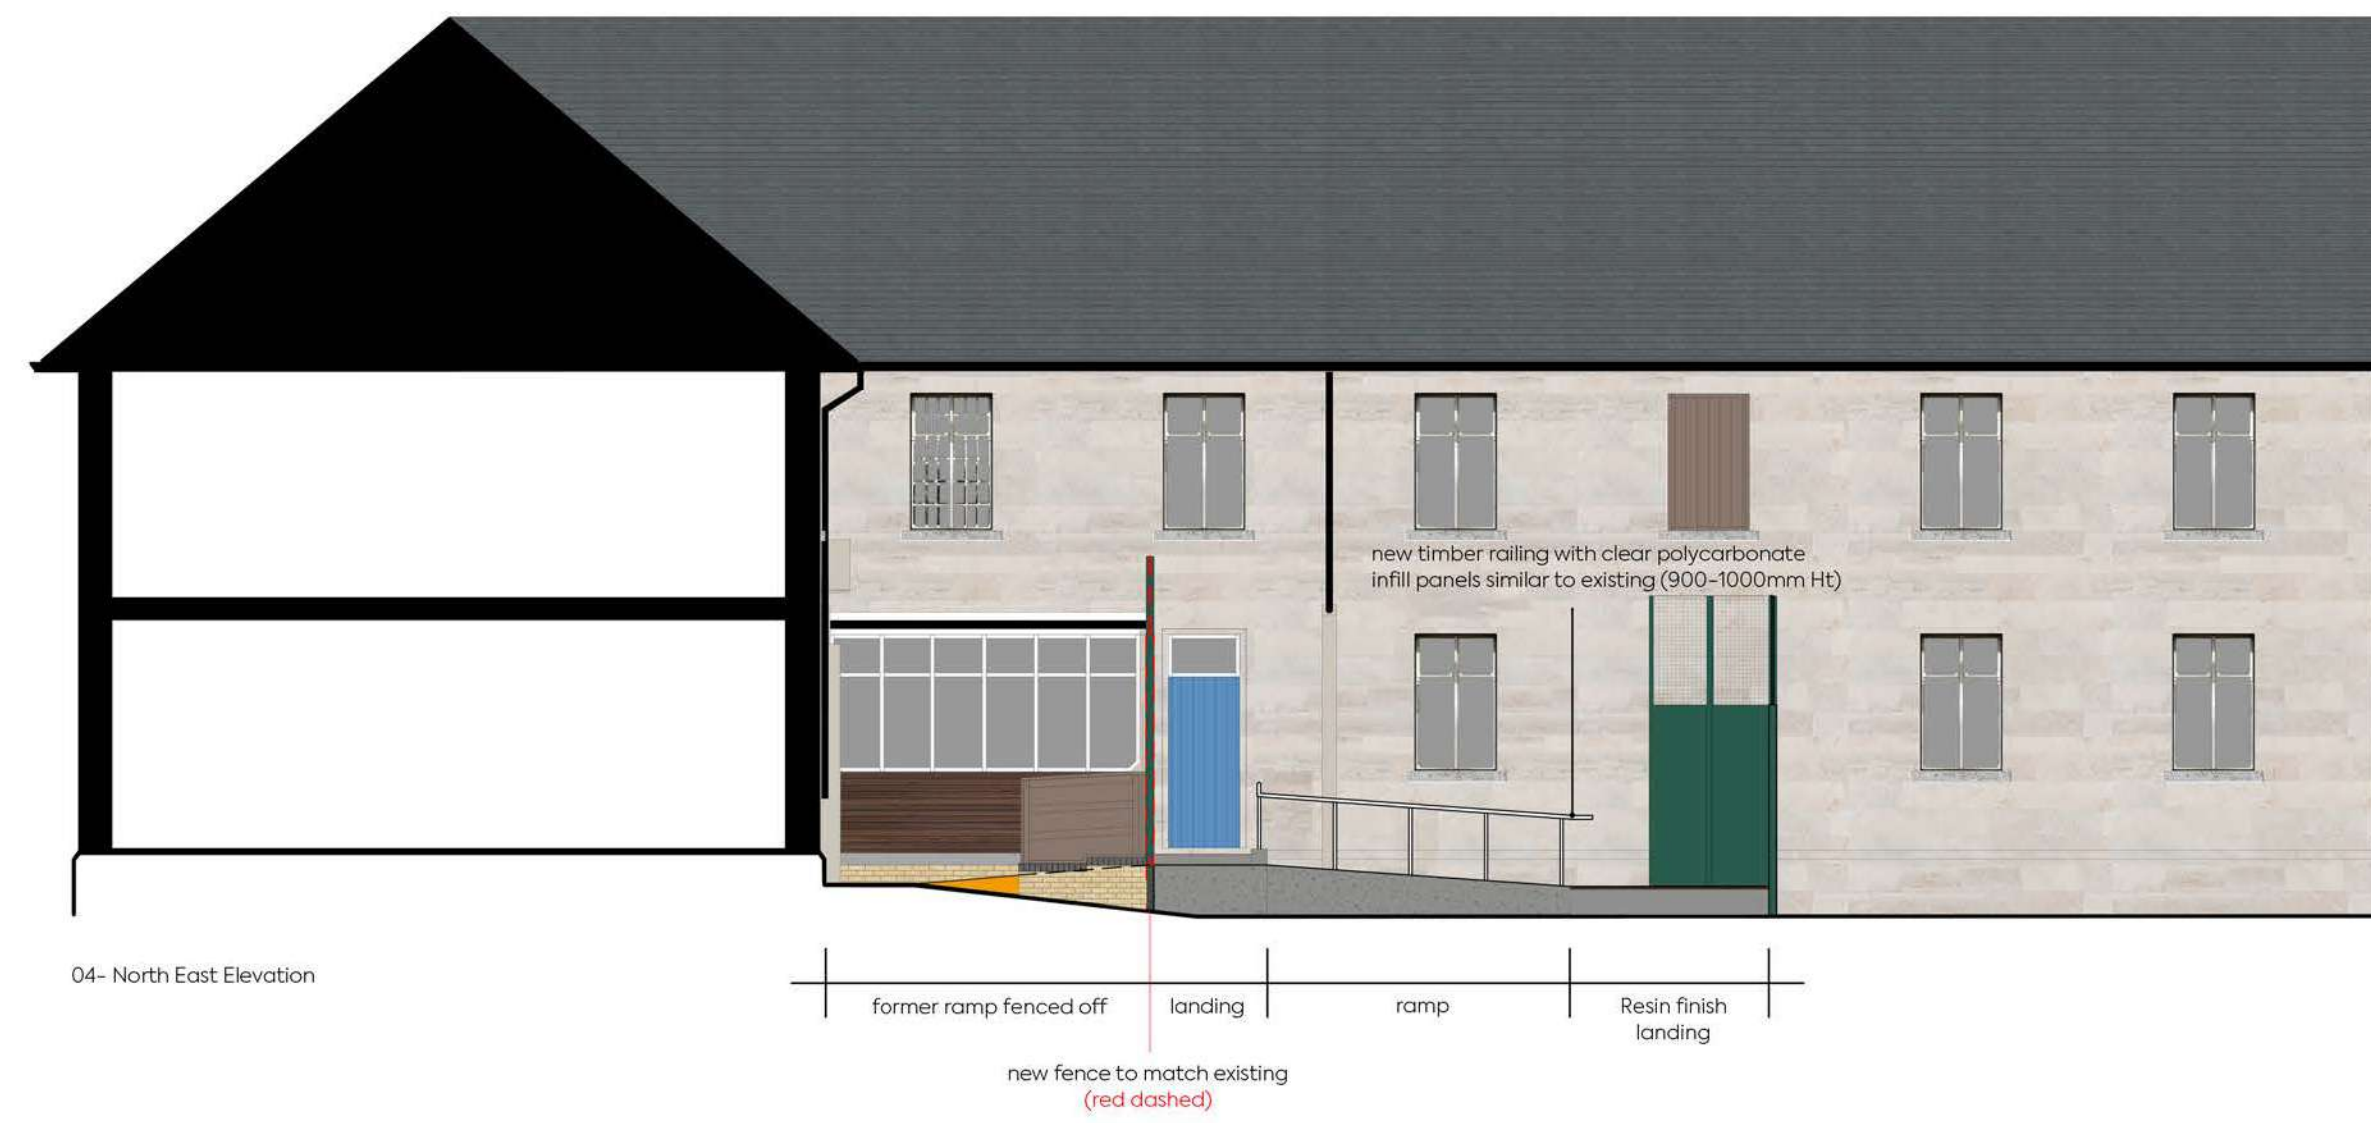 new timber railing with clear polycarbonate
infill panels similar to existing (900-1000mm Ht)
04- North East Elevation
former ramp fenced off
landing
ramp
Resin finish
landing
new fence to match existing
(red dashed)